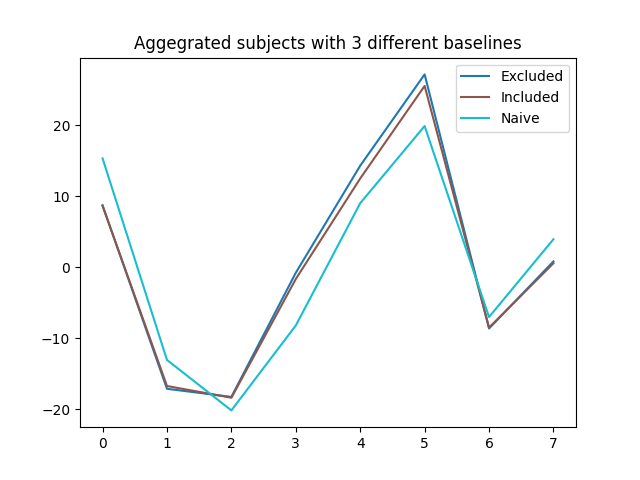 Aggegrated subjects with 3 different baselines
Excluded
Included
Naive
20
10
0
−10
−20
0 1 2 3 4 5 6 7